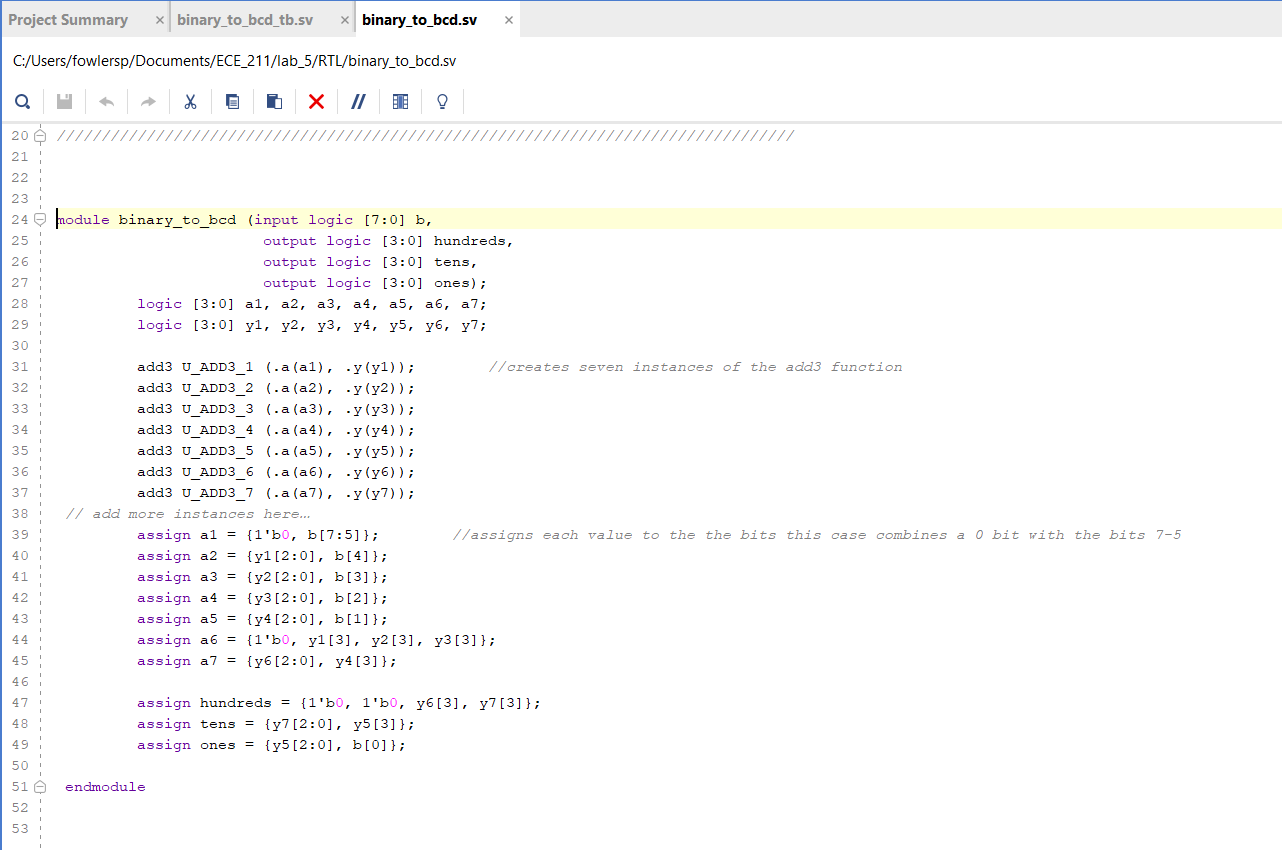 Project Summary × binary_to_bcd_tb.sv × binary_to_bcd.sv ×
C:/Users/fowlersp/Documents/ECE_211/lab_5/RTL/binary_to_bcd.sv
20 //////////////////////////////////////////////////////////////////////////////////
21
22
23
24 module binary_to_bcd (input logic [7:0] b,
25 output logic [3:0] hundreds,
26 output logic [3:0] tens,
27 output logic [3:0] ones);
28 logic [3:0] a1, a2, a3, a4, a5, a6, a7;
29 logic [3:0] y1, y2, y3, y4, y5, y6, y7;
30
31 add3 U_ADD3_1 (.a(a1), .y(y1)); //creates seven instances of the add3 function
32 add3 U_ADD3_2 (.a(a2), .y(y2));
33 add3 U_ADD3_3 (.a(a3), .y(y3));
34 add3 U_ADD3_4 (.a(a4), .y(y4));
35 add3 U_ADD3_5 (.a(a5), .y(y5));
36 add3 U_ADD3_6 (.a(a6), .y(y6));
37 add3 U_ADD3_7 (.a(a7), .y(y7));
38 // add more instances here…
39 assign a1 = {1'b0, b[7:5]}; //assigns each value to the the bits this case combines a 0 bit with the bits 7-5
40 assign a2 = {y1[2:0], b[4]};
41 assign a3 = {y2[2:0], b[3]};
42 assign a4 = {y3[2:0], b[2]};
43 assign a5 = {y4[2:0], b[1]};
44 assign a6 = {1'b0, y1[3], y2[3], y3[3]};
45 assign a7 = {y6[2:0], y4[3]};
46
47 assign hundreds = {1'b0, 1'b0, y6[3], y7[3]};
48 assign tens = {y7[2:0], y5[3]};
49 assign ones = {y5[2:0], b[0]};
50
51 endmodule
52
53